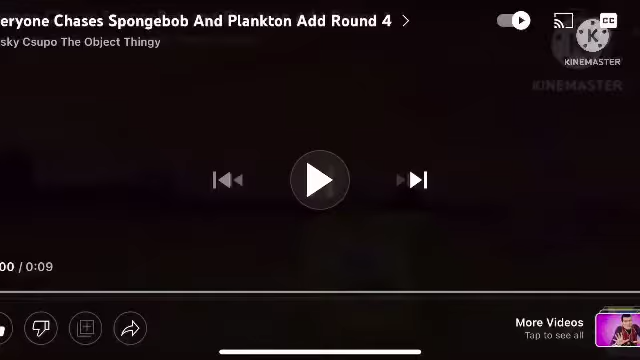 eryone Chases Spongebob And Plankton Add Round 4
sky Csupo The Object Thingy
CC
K
KINEMASTER
KINEMASTER
00 / 0:09
More Videos
Tap to see all